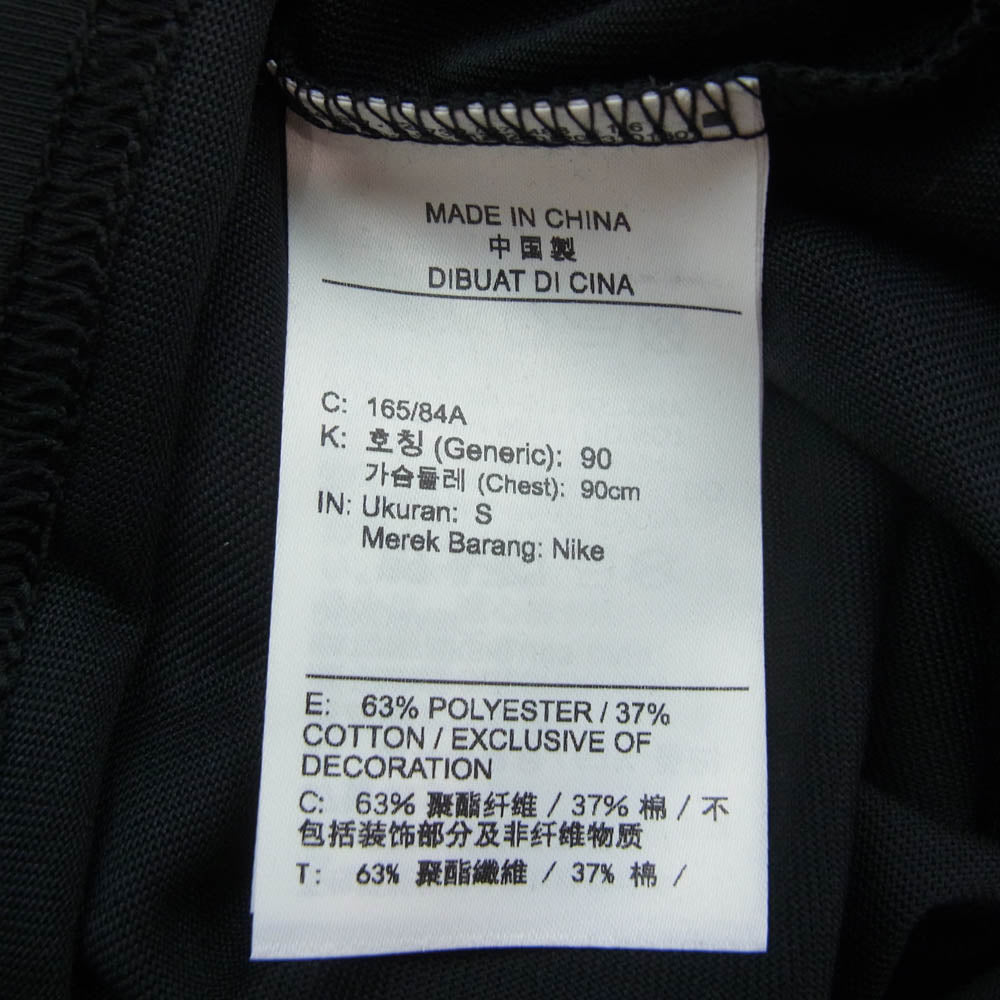 MADE IN CHINA
中国製
DIBUAT DI CINA
C: 165/84A
K: 호칭 (Generic): 90
가슴둘레 (Chest): 90cm
IN: Ukuran: S
Merek Barang: Nike
E: 63% POLYESTER / 37%
COTTON / EXCLUSIVE OF
DECORATION
C: 63% 聚酯纤维 / 37% 棉 / 不
包括装饰部分及非纤维物质
T: 63% 聚酯纖維 / 37% 棉 /